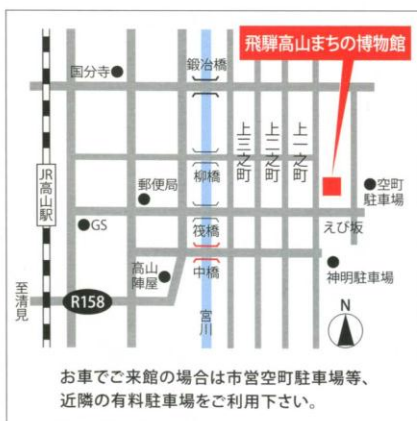 飛騨高山まちの博物館
国分寺
鍛冶橋
上三之町
上二之町
上一之町
JR高山駅
郵便局
柳橋
空町
駐車場
GS
筏橋
えび坂
高山
陣屋
中橋
神明駐車場
至清見
R158
宮川
N
お車でご来館の場合は市営空町駐車場等、
近隣の有料駐車場をご利用下さい。